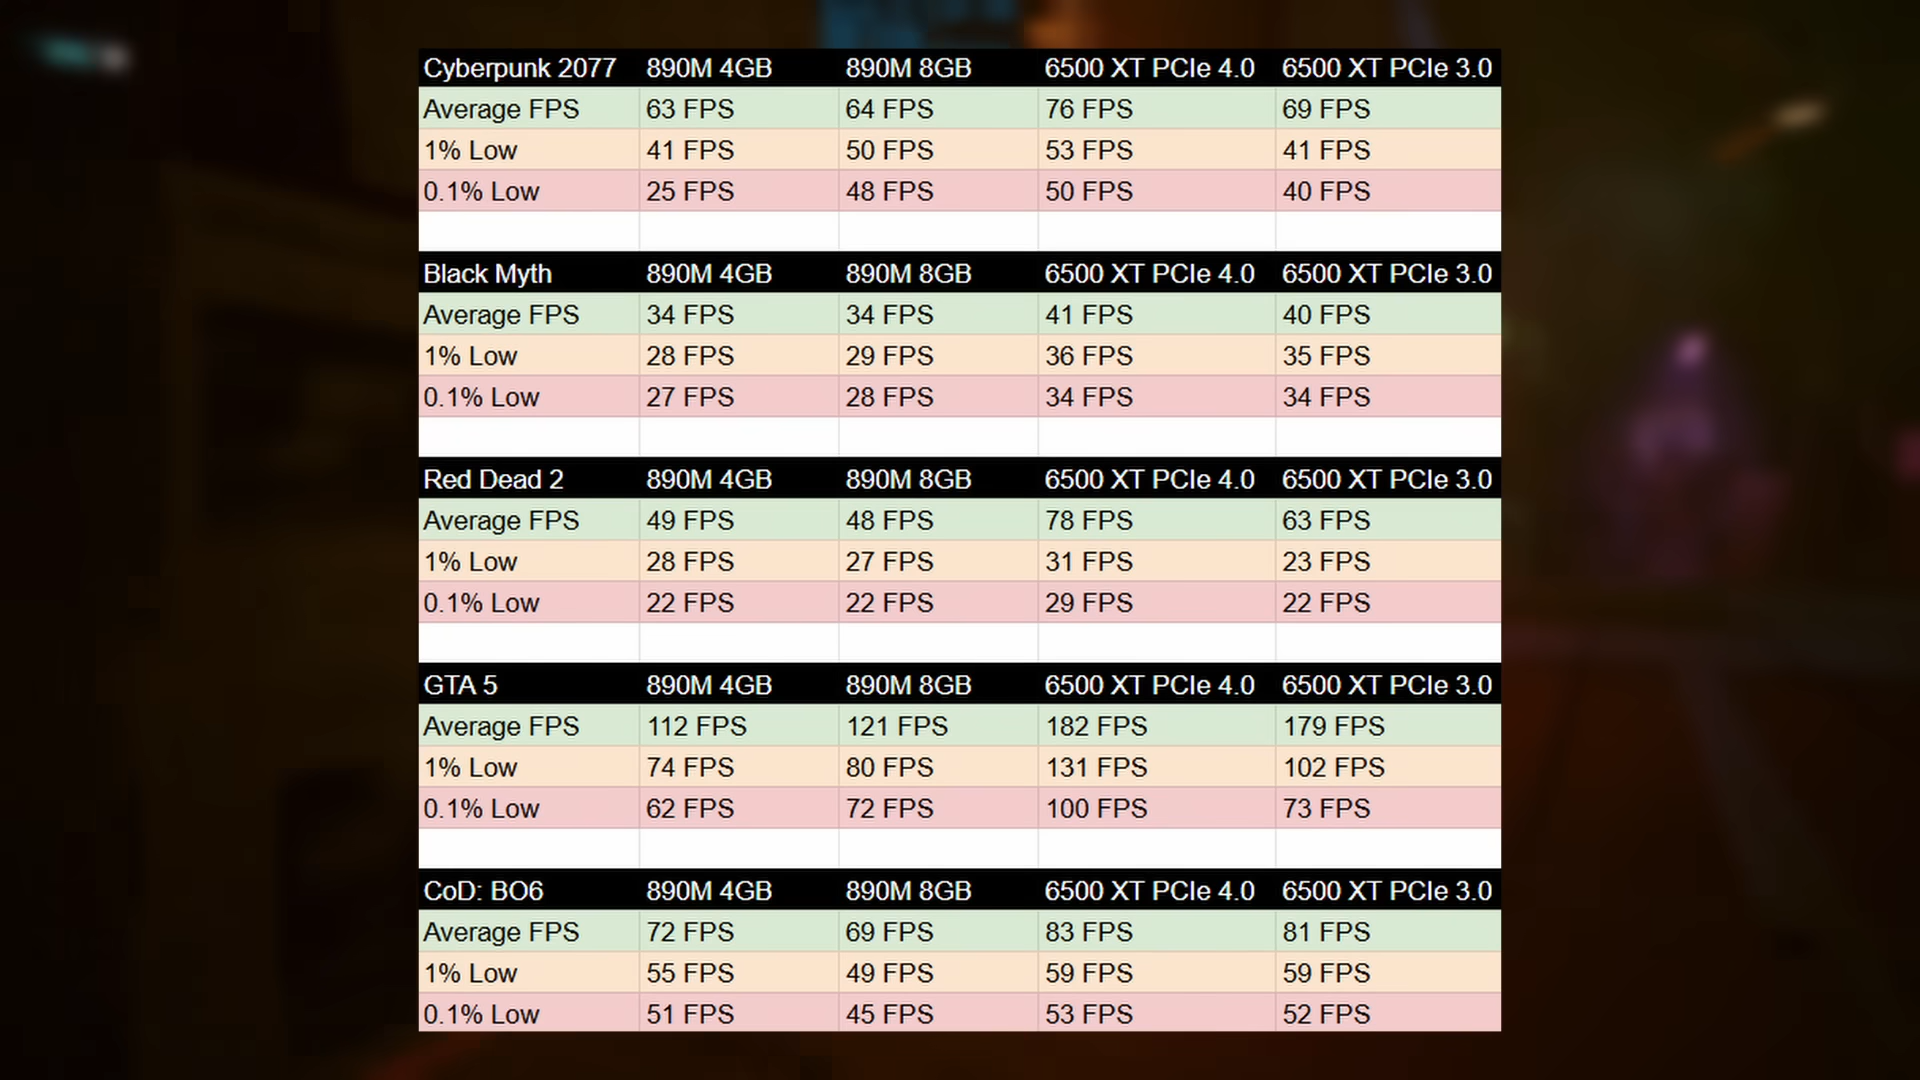 Cyberpunk 2077 890M 4GB 890M 8GB 6500 XT PCIe 4.0 6500 XT PCIe 3.0
Average FPS 63 FPS 64 FPS 76 FPS 69 FPS
1% Low 41 FPS 50 FPS 53 FPS 41 FPS
0.1% Low 25 FPS 48 FPS 50 FPS 40 FPS
Black Myth 890M 4GB 890M 8GB 6500 XT PCIe 4.0 6500 XT PCIe 3.0
Average FPS 34 FPS 34 FPS 41 FPS 40 FPS
1% Low 28 FPS 29 FPS 36 FPS 35 FPS
0.1% Low 27 FPS 28 FPS 34 FPS 34 FPS
Red Dead 2 890M 4GB 890M 8GB 6500 XT PCIe 4.0 6500 XT PCIe 3.0
Average FPS 49 FPS 48 FPS 78 FPS 63 FPS
1% Low 28 FPS 27 FPS 31 FPS 23 FPS
0.1% Low 22 FPS 22 FPS 29 FPS 22 FPS
GTA 5 890M 4GB 890M 8GB 6500 XT PCIe 4.0 6500 XT PCIe 3.0
Average FPS 112 FPS 121 FPS 182 FPS 179 FPS
1% Low 74 FPS 80 FPS 131 FPS 102 FPS
0.1% Low 62 FPS 72 FPS 100 FPS 73 FPS
CoD: BO6 890M 4GB 890M 8GB 6500 XT PCIe 4.0 6500 XT PCIe 3.0
Average FPS 72 FPS 69 FPS 83 FPS 81 FPS
1% Low 55 FPS 49 FPS 59 FPS 59 FPS
0.1% Low 51 FPS 45 FPS 53 FPS 52 FPS